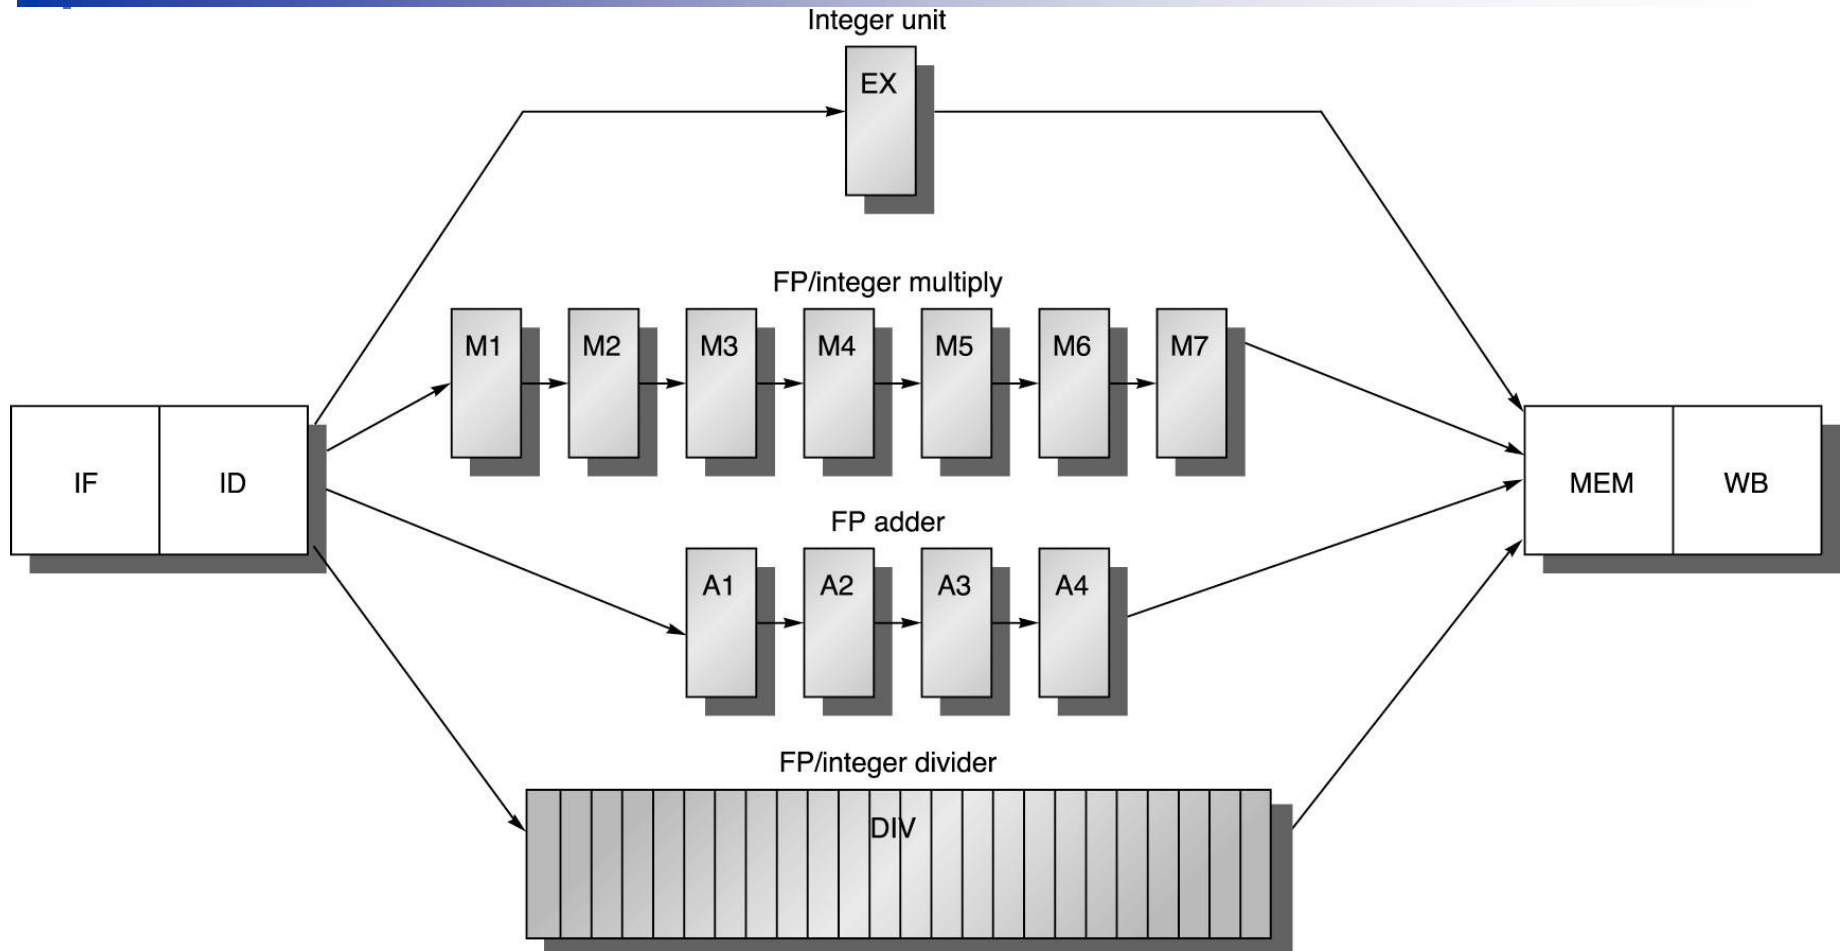 Integer unit
EX
FP/integer multiply
M1 M2 M3 M4 M5 M6 M7
IF ID
MEM WB
FP adder
A1 A2 A3 A4
FP/integer divider
DIV